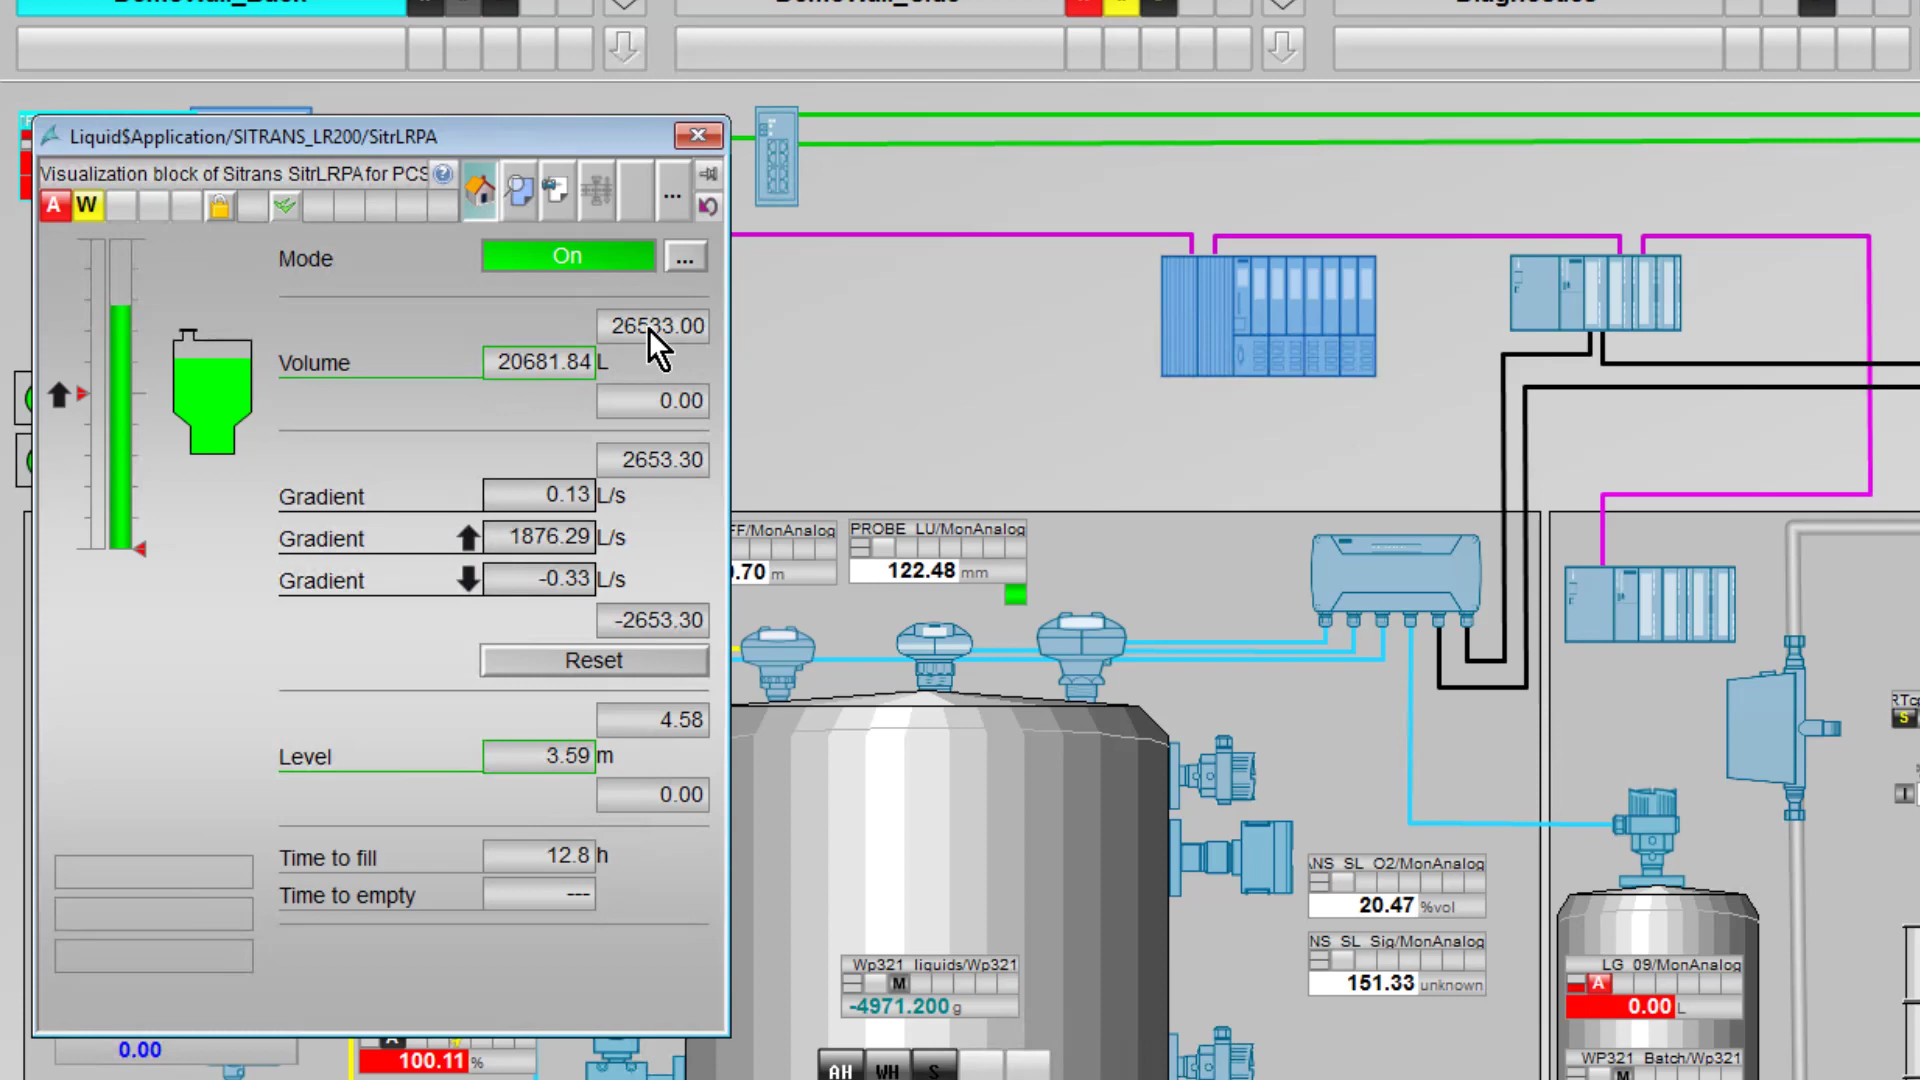 Liquid$Application/SITRANS_LR200/SitrLRPA
Visualization block of Sitrans SitrLRPA for PCS
A W
...
Mode On ...
26533.00
Volume 20681.84 L
0.00
2653.30
Gradient 0.13 L/s
Gradient 1876.29 L/s
Gradient -0.33 L/s
-2653.30
Reset
4.58
Level 3.59 m
0.00
Time to fill 12.8 h
Time to empty ---
0.00
100.11 %
FF/MonAnalog
.70 m
PROBE_LU/MonAnalog
122.48 mm
Wp321_liquids/Wp321
M
-4971.200 g
AH WH S
NS_SL_O2/MonAnalog
20.47 %vol
NS_SL_Sig/MonAnalog
151.33 unknown
LG_09/MonAnalog
A
0.00 L
WP321_Batch/Wp321
M
S
I